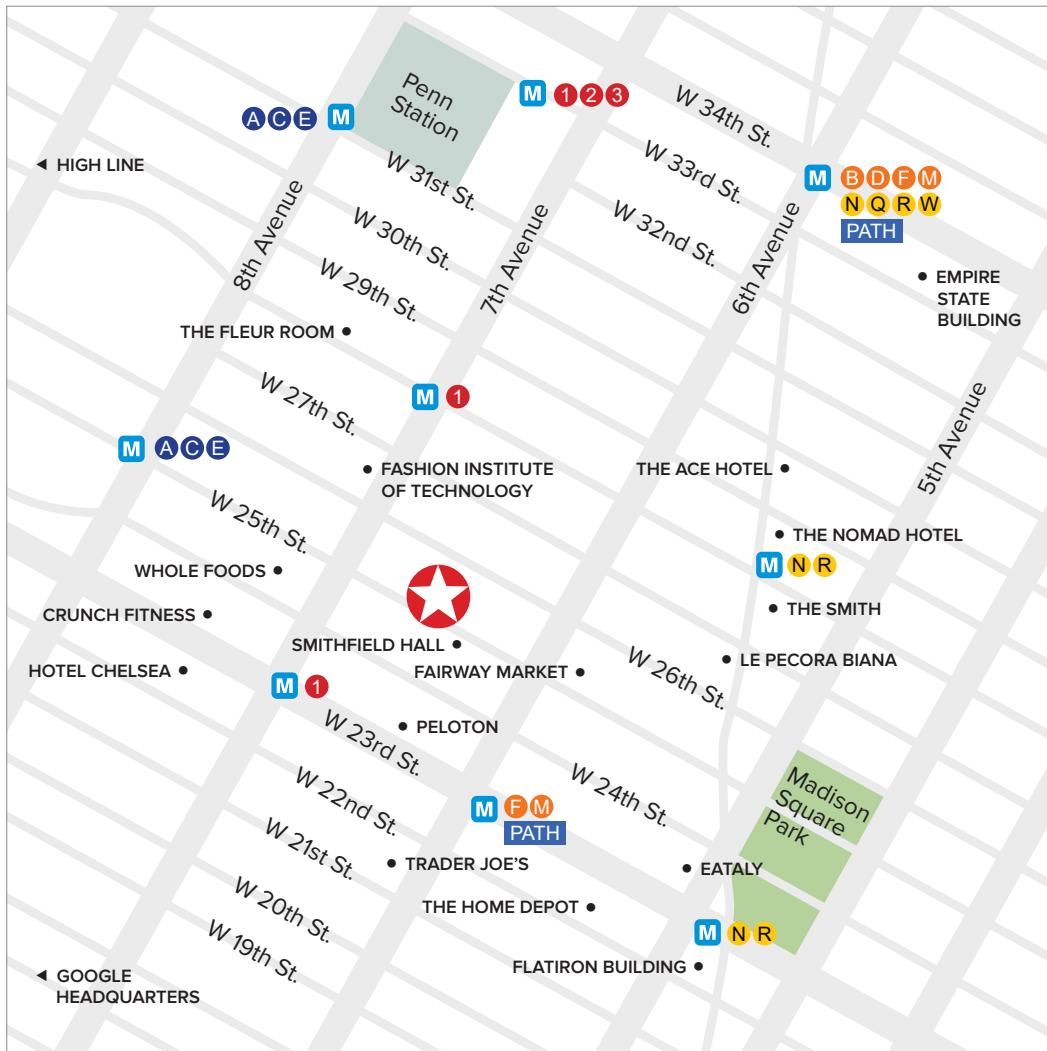 Penn
Station
M 1 2 3
W 34th St.
A C E M
HIGH LINE
W 31st St.
W 33rd St.
M B D F M
N Q R W
PATH
W 30th St.
W 32nd St.
8th Avenue
7th Avenue
6th Avenue
EMPIRE
STATE
BUILDING
W 29th St.
THE FLEUR ROOM
W 27th St.
M 1
5th Avenue
M A C E
FASHION INSTITUTE
OF TECHNOLOGY
THE ACE HOTEL
W 25th St.
THE NOMAD HOTEL
M N R
WHOLE FOODS
CRUNCH FITNESS
THE SMITH
SMITHFIELD HALL
HOTEL CHELSEA
FAIRWAY MARKET
W 26th St.
LE PECORA BIANA
M 1
W 23rd St.
PELOTON
W 22nd St.
W 24th St.
Madison
Square
Park
M F M
PATH
W 21st St.
TRADER JOE'S
EATALY
W 20th St.
THE HOME DEPOT
W 19th St.
M N R
FLATIRON BUILDING
GOOGLE
HEADQUARTERS